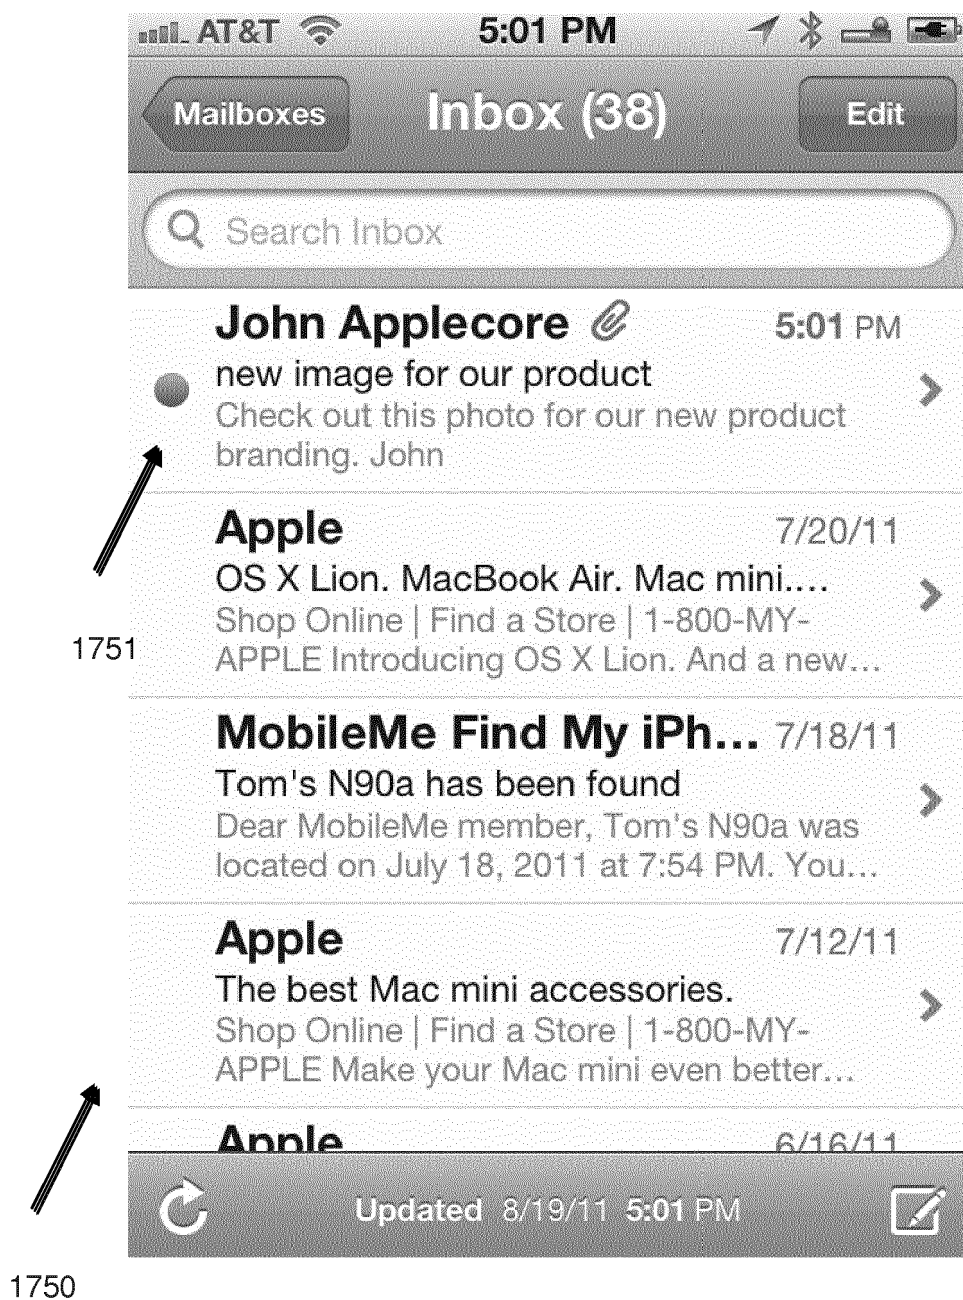 AT&T 5:01 PM
Mailboxes Inbox (38) Edit
Search Inbox
John Applecore 5:01 PM
new image for our product
Check out this photo for our new product
branding. John
Apple 7/20/11
OS X Lion. MacBook Air. Mac mini....
Shop Online | Find a Store | 1-800-MY-
APPLE Introducing OS X Lion. And a new...
1751
MobileMe Find My iPh... 7/18/11
Tom's N90a has been found
Dear MobileMe member, Tom's N90a was
located on July 18, 2011 at 7:54 PM. You...
Apple 7/12/11
The best Mac mini accessories.
Shop Online | Find a Store | 1-800-MY-
APPLE Make your Mac mini even better...
Apple 6/16/11
Updated 8/19/11 5:01 PM
1750